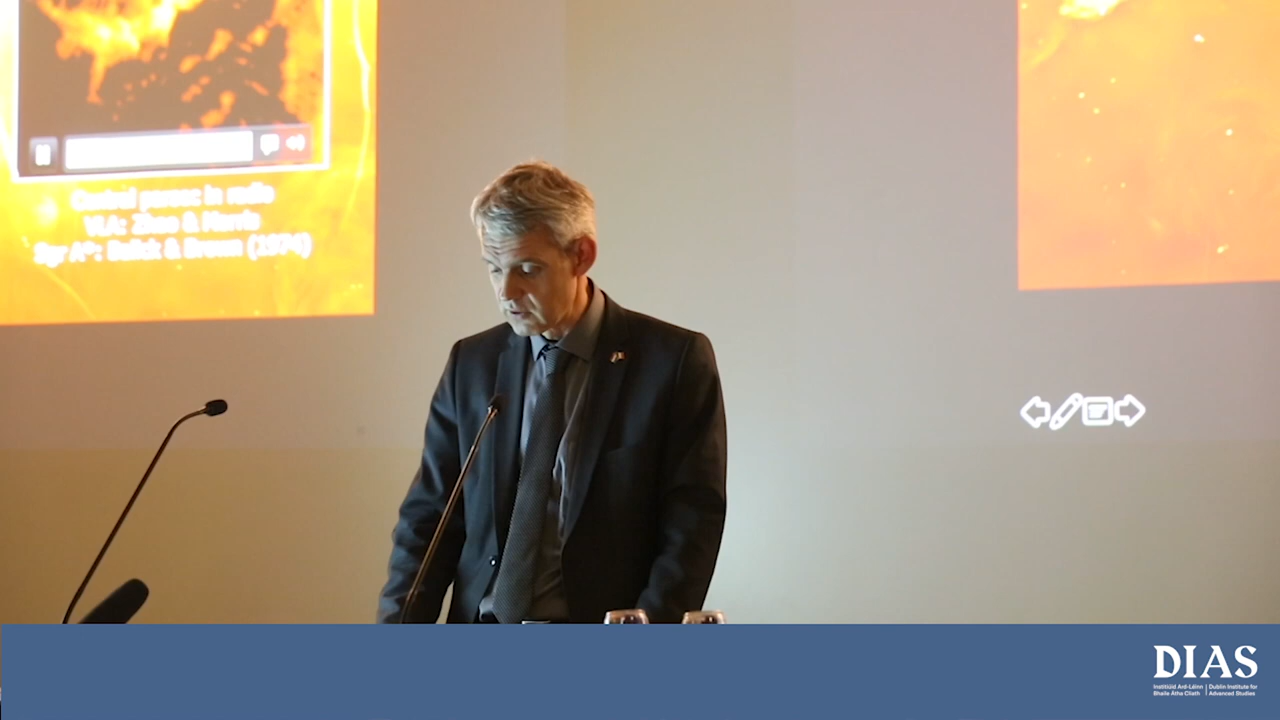 Central parsec in radio
VLA: Zhao & Morris
Sgr A*: Balick & Brown (1974)
DIAS
Institiúid Ard-Léinn | Dublin Institute for
Bhaile Átha Cliath | Advanced Studies